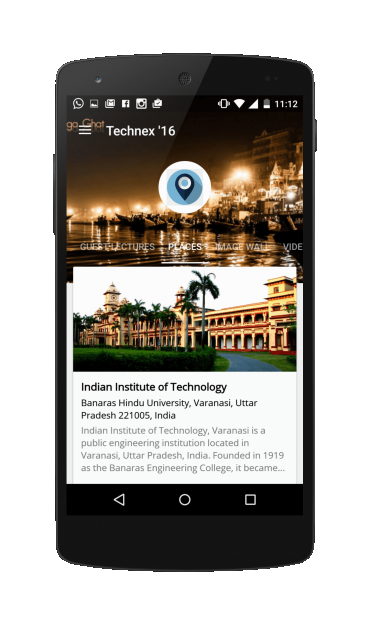 11:12
ga Ghat
Technex '16
GUEST LECTURES PLACES IMAGE WALL VIDE
Indian Institute of Technology
Banaras Hindu University, Varanasi, Uttar
Pradesh 221005, India
Indian Institute of Technology, Varanasi is a
public engineering institution located in
Varanasi, Uttar Pradesh, India. Founded in 1919
as the Banaras Engineering College, it became...